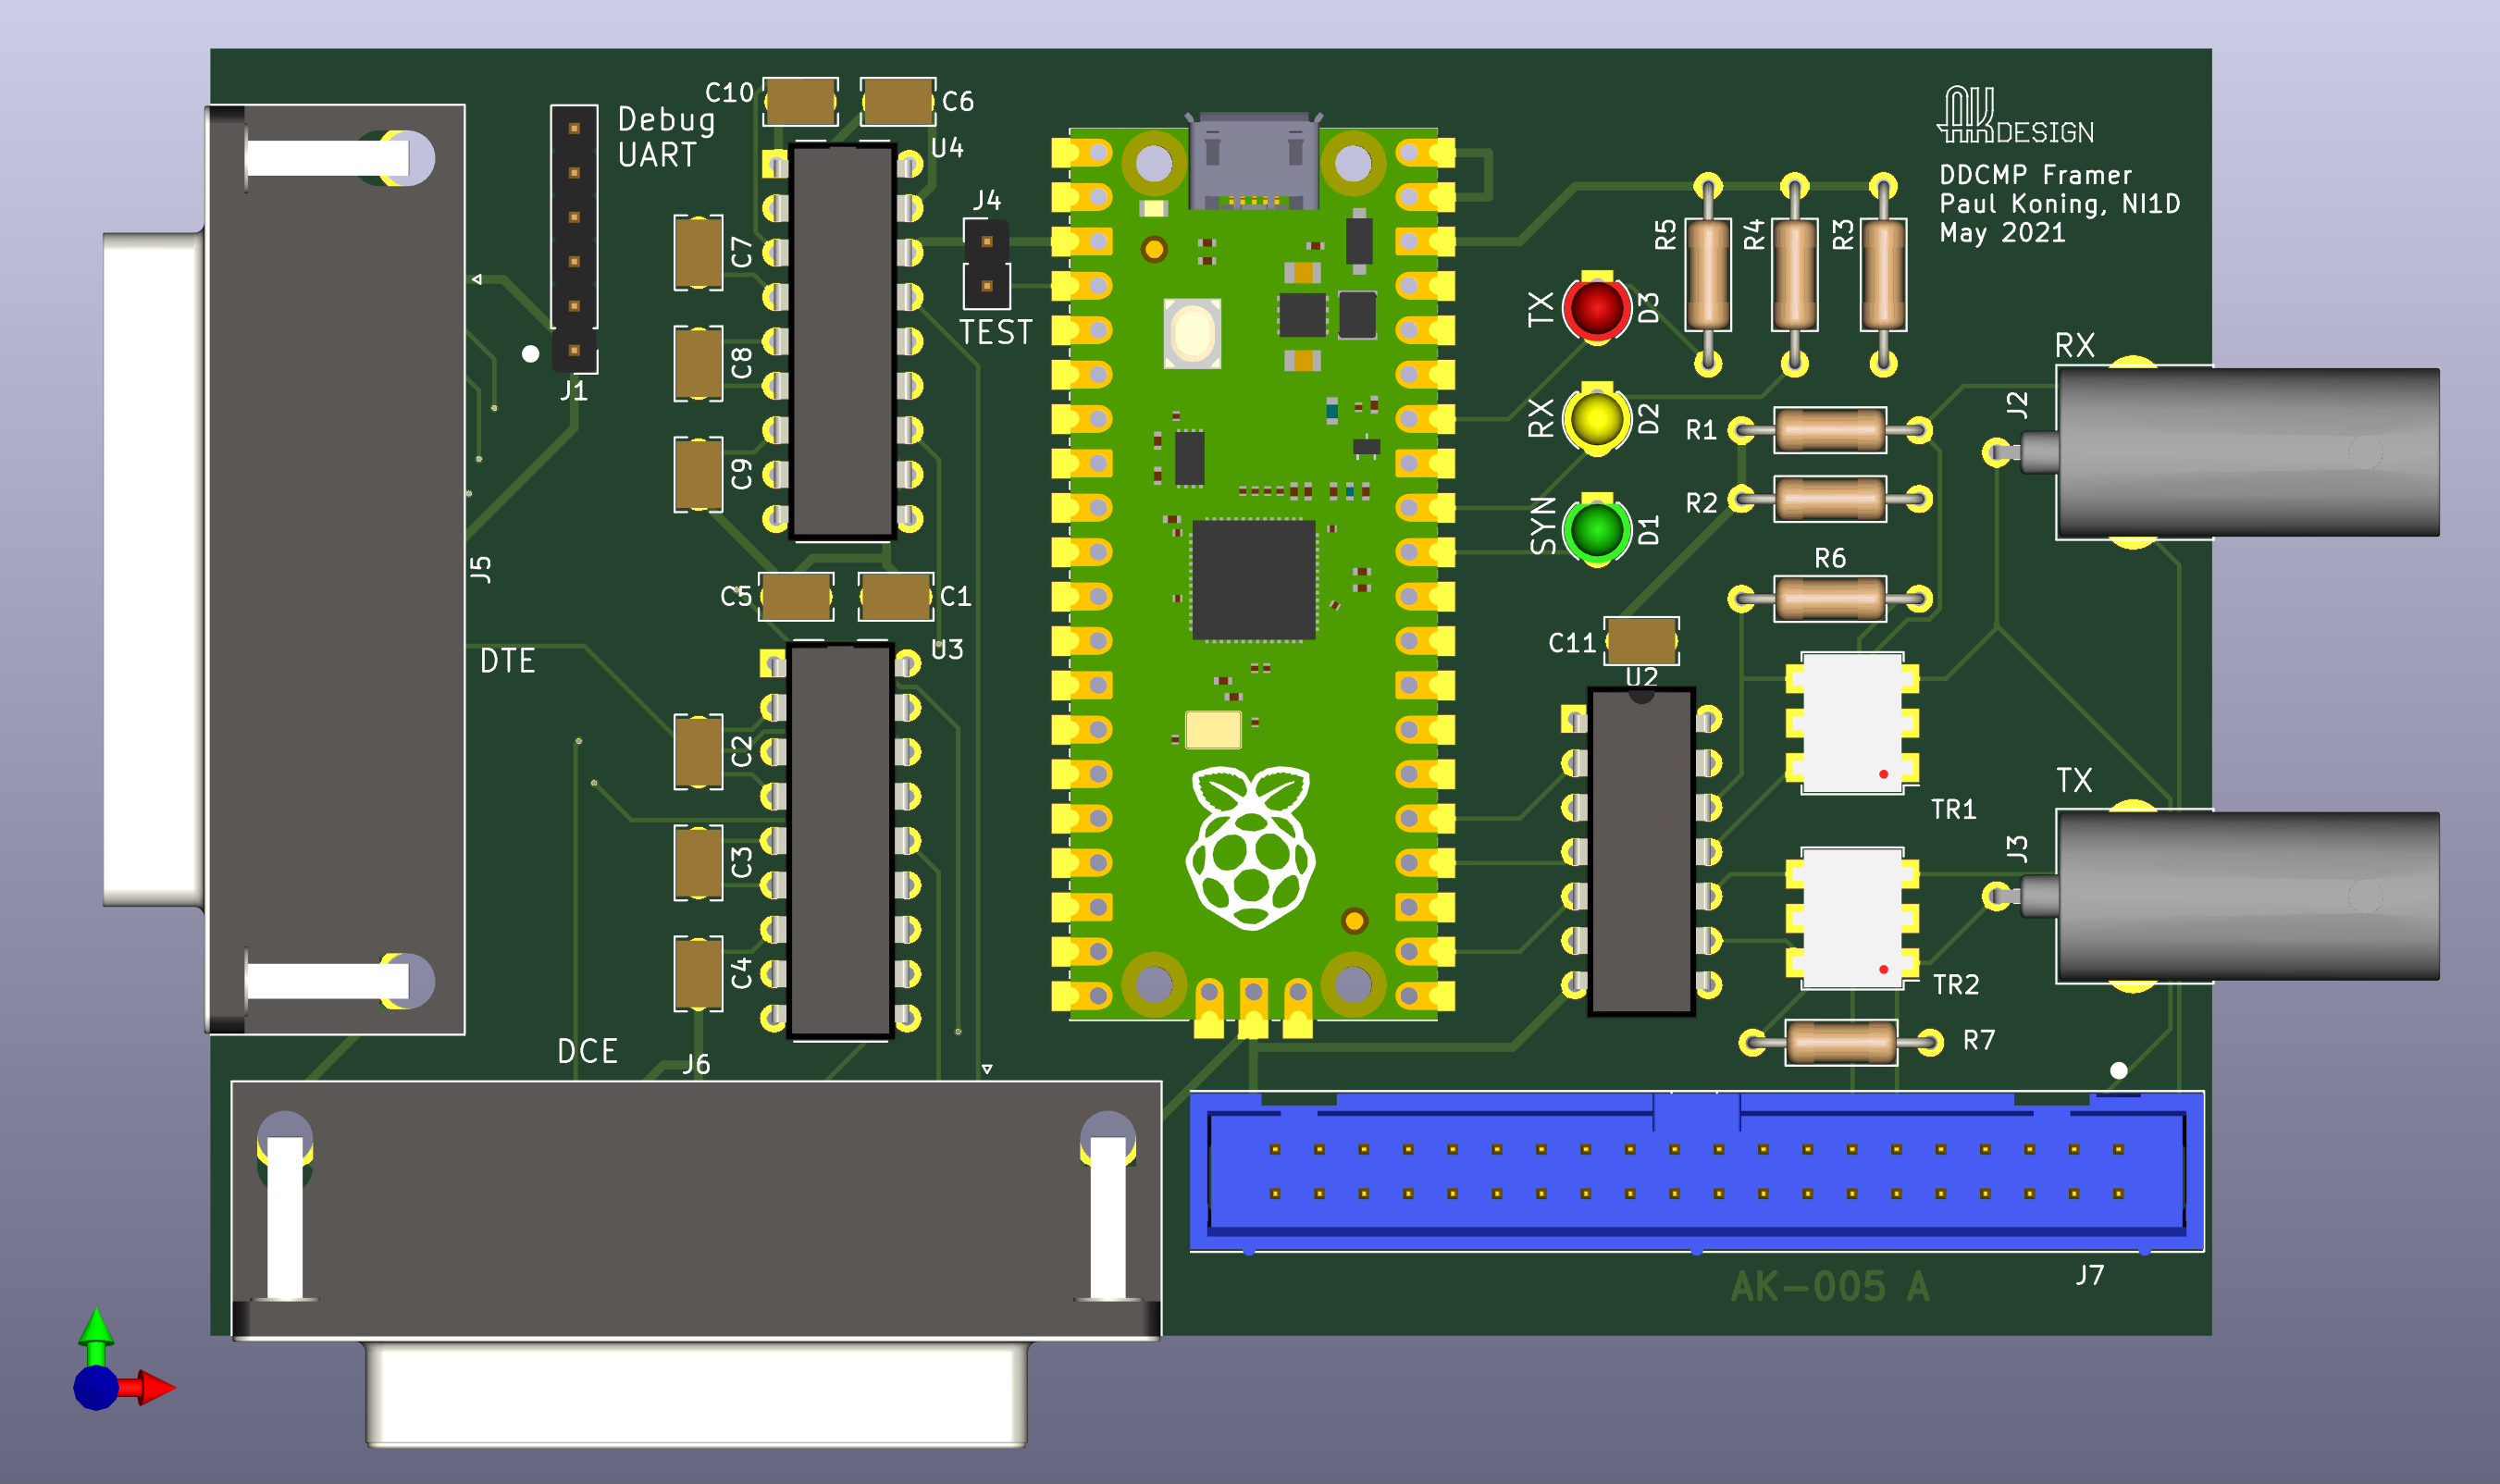 DESIGN
DDCMP Framer
Paul Koning, NI1D
May 2021
C10
C6
Debug
UART
U4
J4
TEST
C7
C8
C9
J1
J5
C5
C1
U3
DTE
C2
C3
C4
DCE
J6
TX
D3
RX
D2
SYN
D1
R5
R4
R3
R1
R2
R6
C11
U2
RX
J2
TR1
TX
J3
TR2
R7
J7
AK-005 A